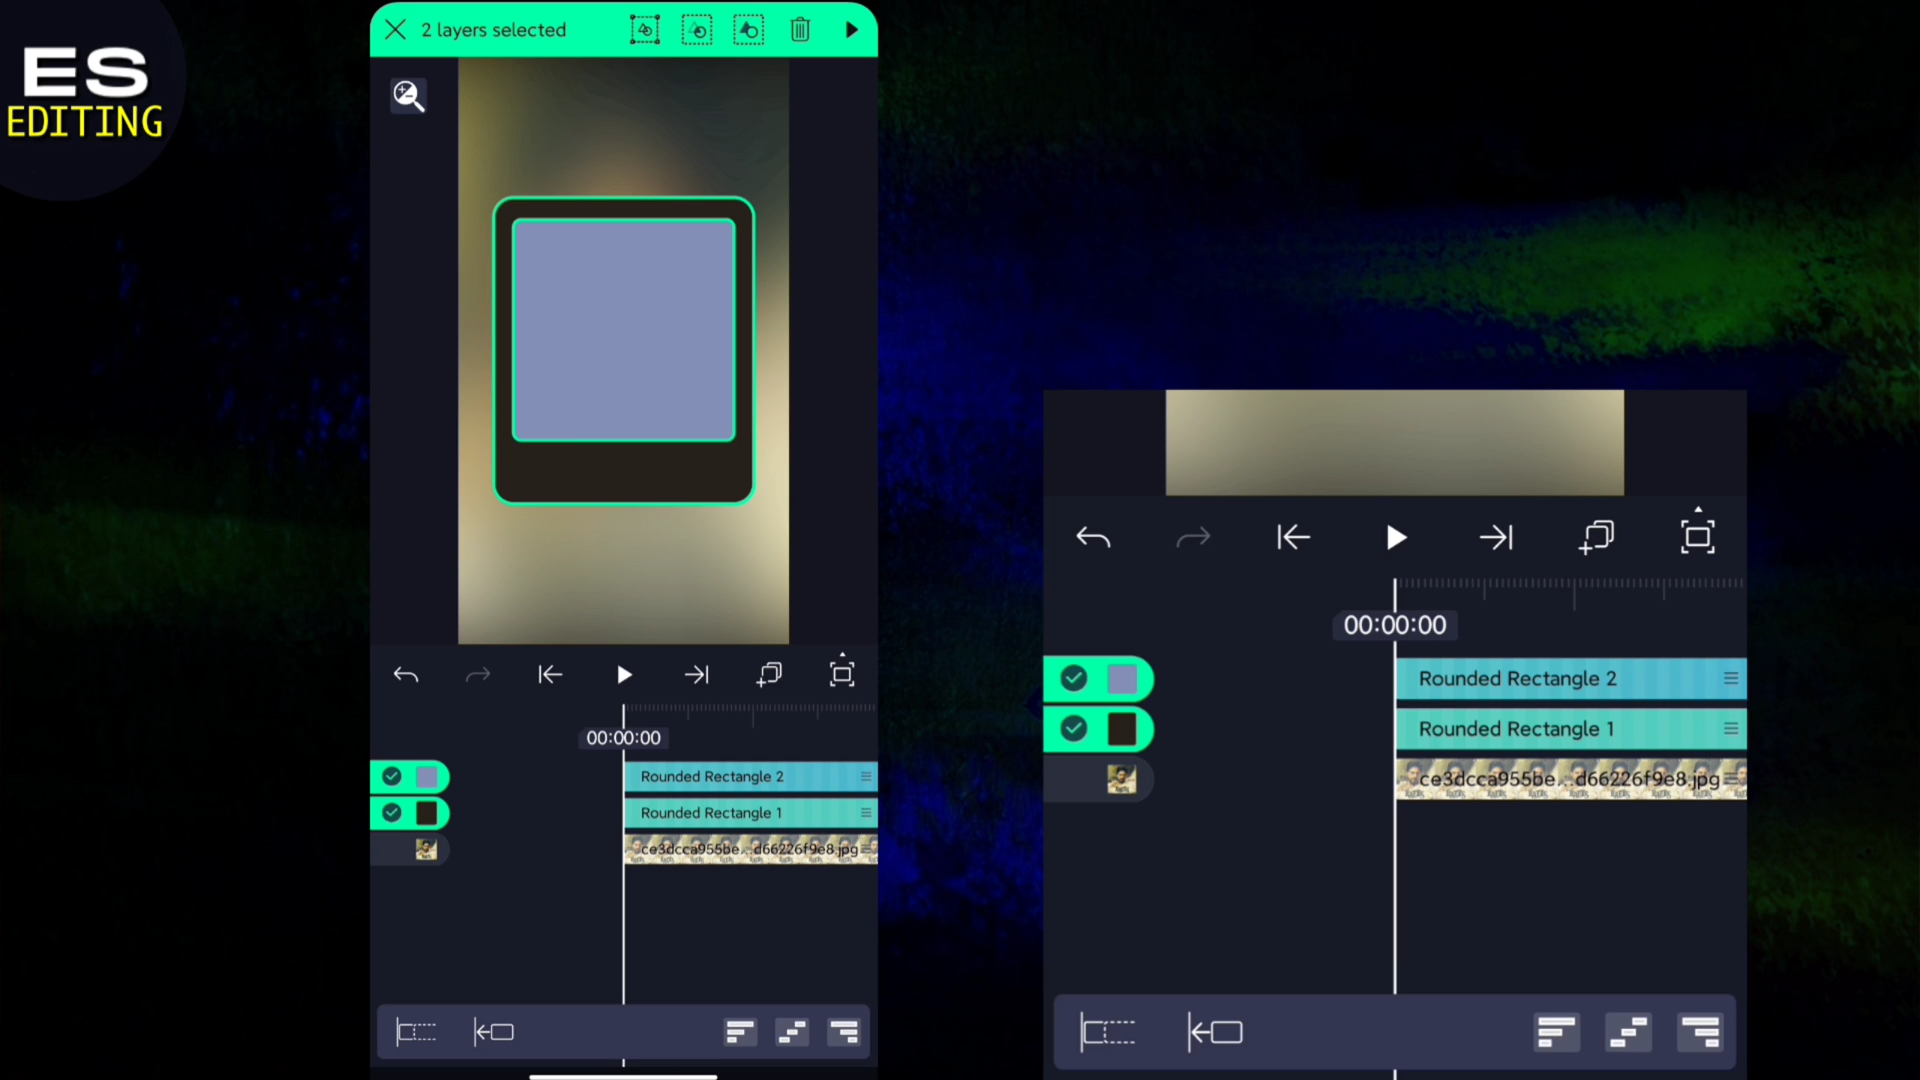 ES
EDITING
2 layers selected
00:00:00
Rounded Rectangle 2
Rounded Rectangle 1
ce3dcca955be...d66226f9e8.jpg
00:00:00
Rounded Rectangle 2
Rounded Rectangle 1
ce3dcca955be...d66226f9e8.jpg